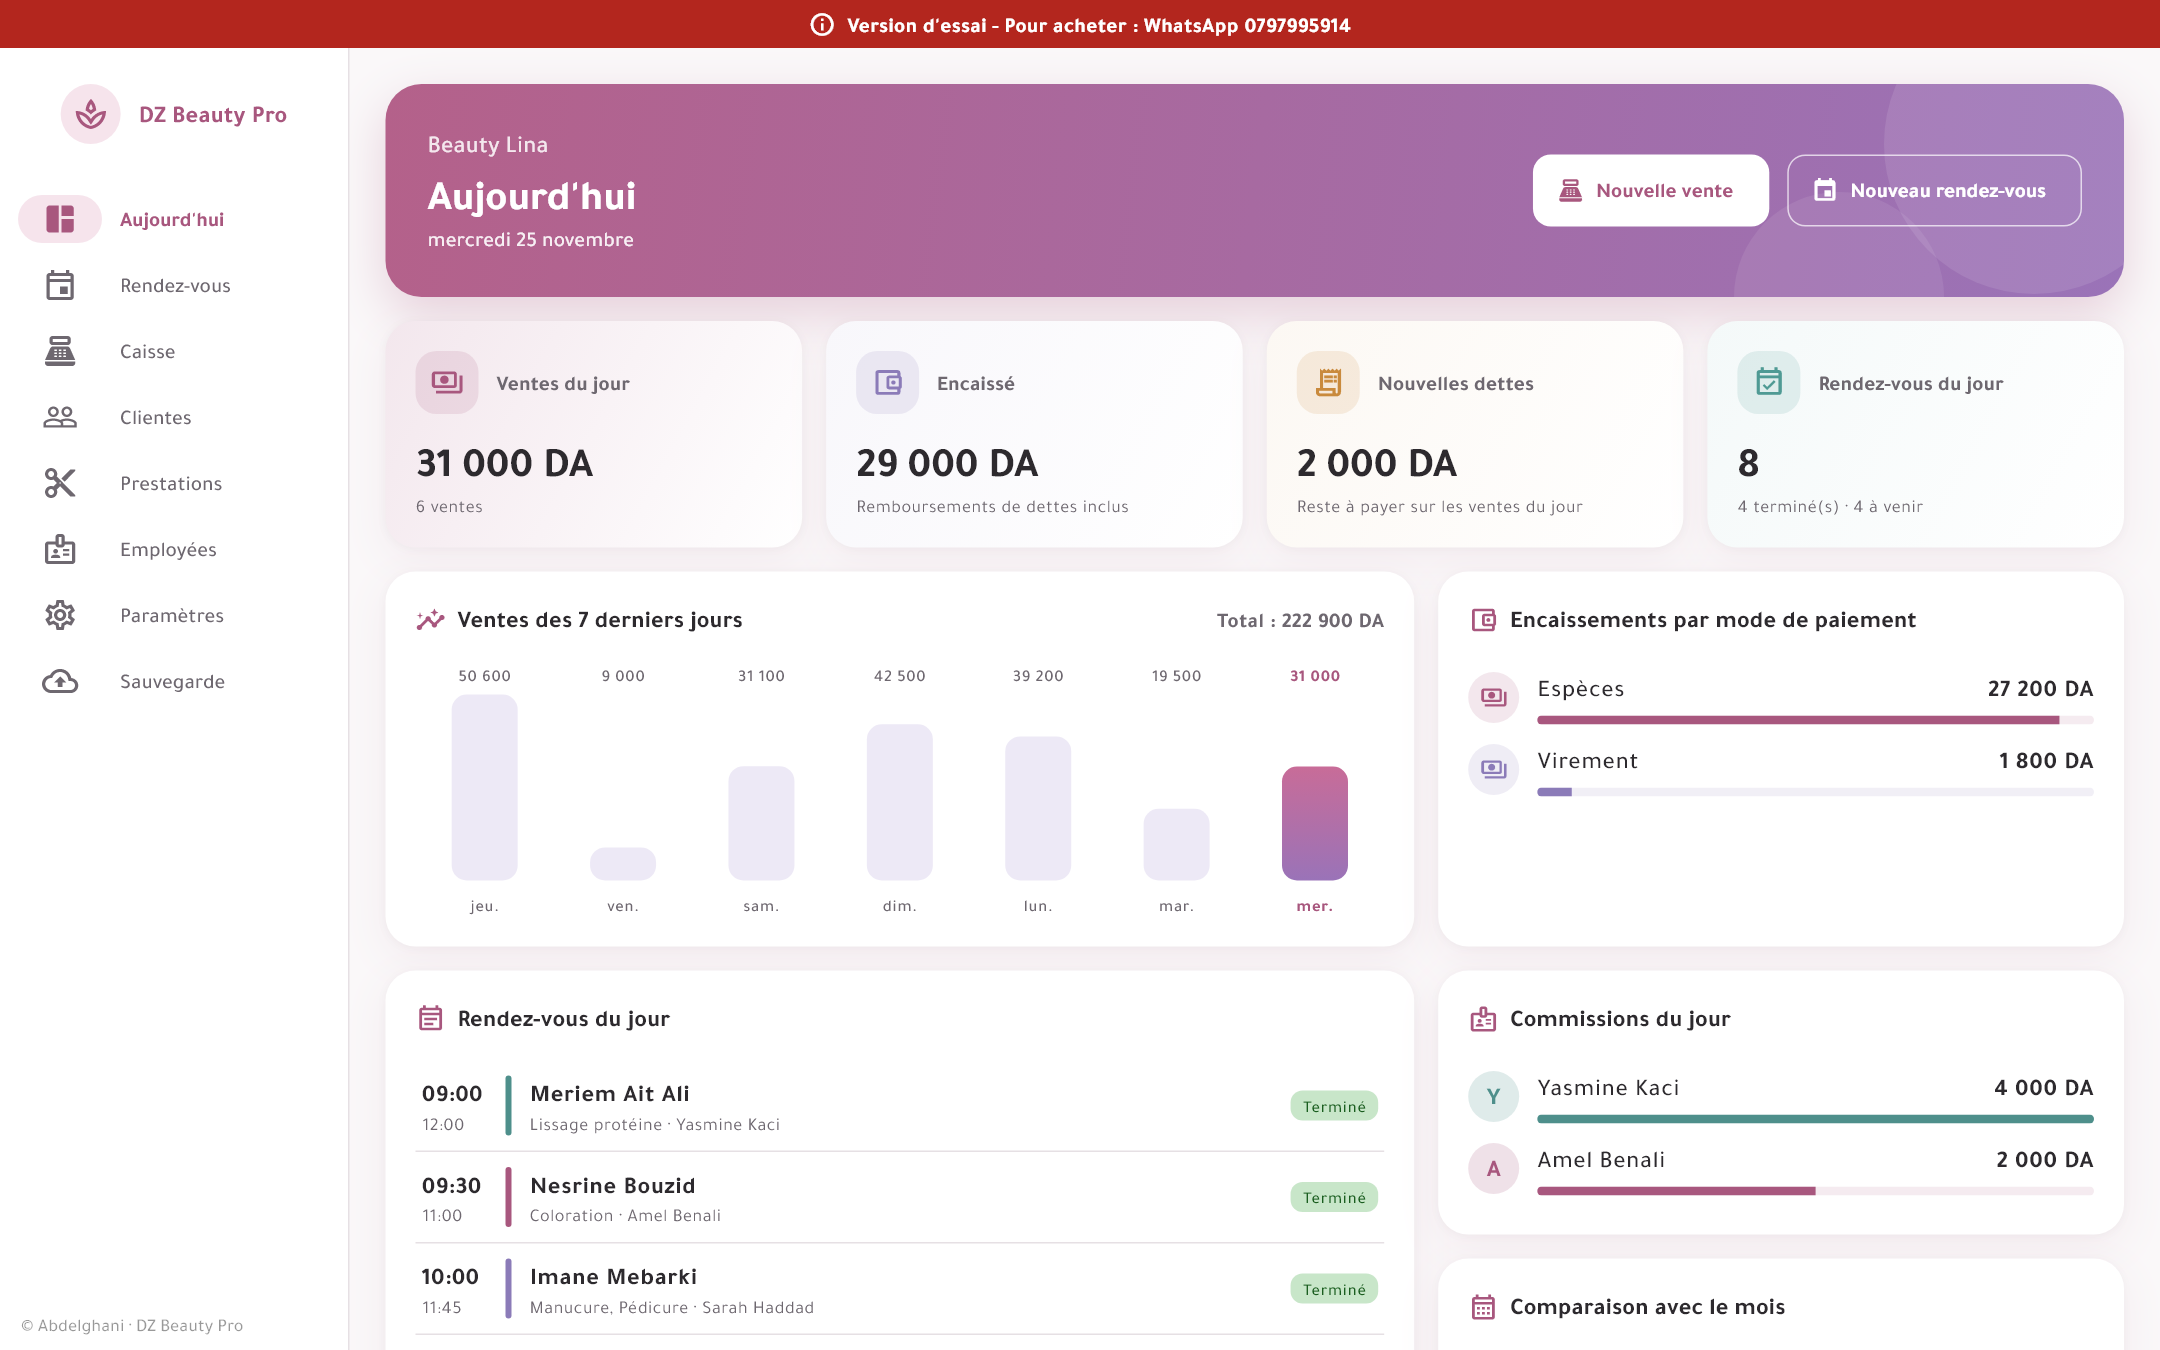 Version d'essai - Pour acheter : WhatsApp 0797995914
DZ Beauty Pro
Aujourd'hui
Rendez-vous
Caisse
Clientes
Prestations
Employées
Paramètres
Sauvegarde
© Abdelghani · DZ Beauty Pro
Beauty Lina
Aujourd'hui
mercredi 25 novembre
Nouvelle vente
Nouveau rendez-vous
Ventes du jour
31 000 DA
6 ventes
Encaissé
29 000 DA
Remboursements de dettes inclus
Nouvelles dettes
2 000 DA
Reste à payer sur les ventes du jour
Rendez-vous du jour
8
4 terminé(s) · 4 à venir
Ventes des 7 derniers jours
Total : 222 900 DA
50 600 9 000 31 100 42 500 39 200 19 500 31 000
jeu. ven. sam. dim. lun. mar. mer.
Encaissements par mode de paiement
Espèces 27 200 DA
Virement 1 800 DA
Rendez-vous du jour
09:00 Meriem Ait Ali
12:00 Lissage protéine · Yasmine Kaci
Terminé
09:30 Nesrine Bouzid
11:00 Coloration · Amel Benali
Terminé
10:00 Imane Mebarki
11:45 Manucure, Pédicure · Sarah Haddad
Terminé
Commissions du jour
Y Yasmine Kaci 4 000 DA
A Amel Benali 2 000 DA
Comparaison avec le mois